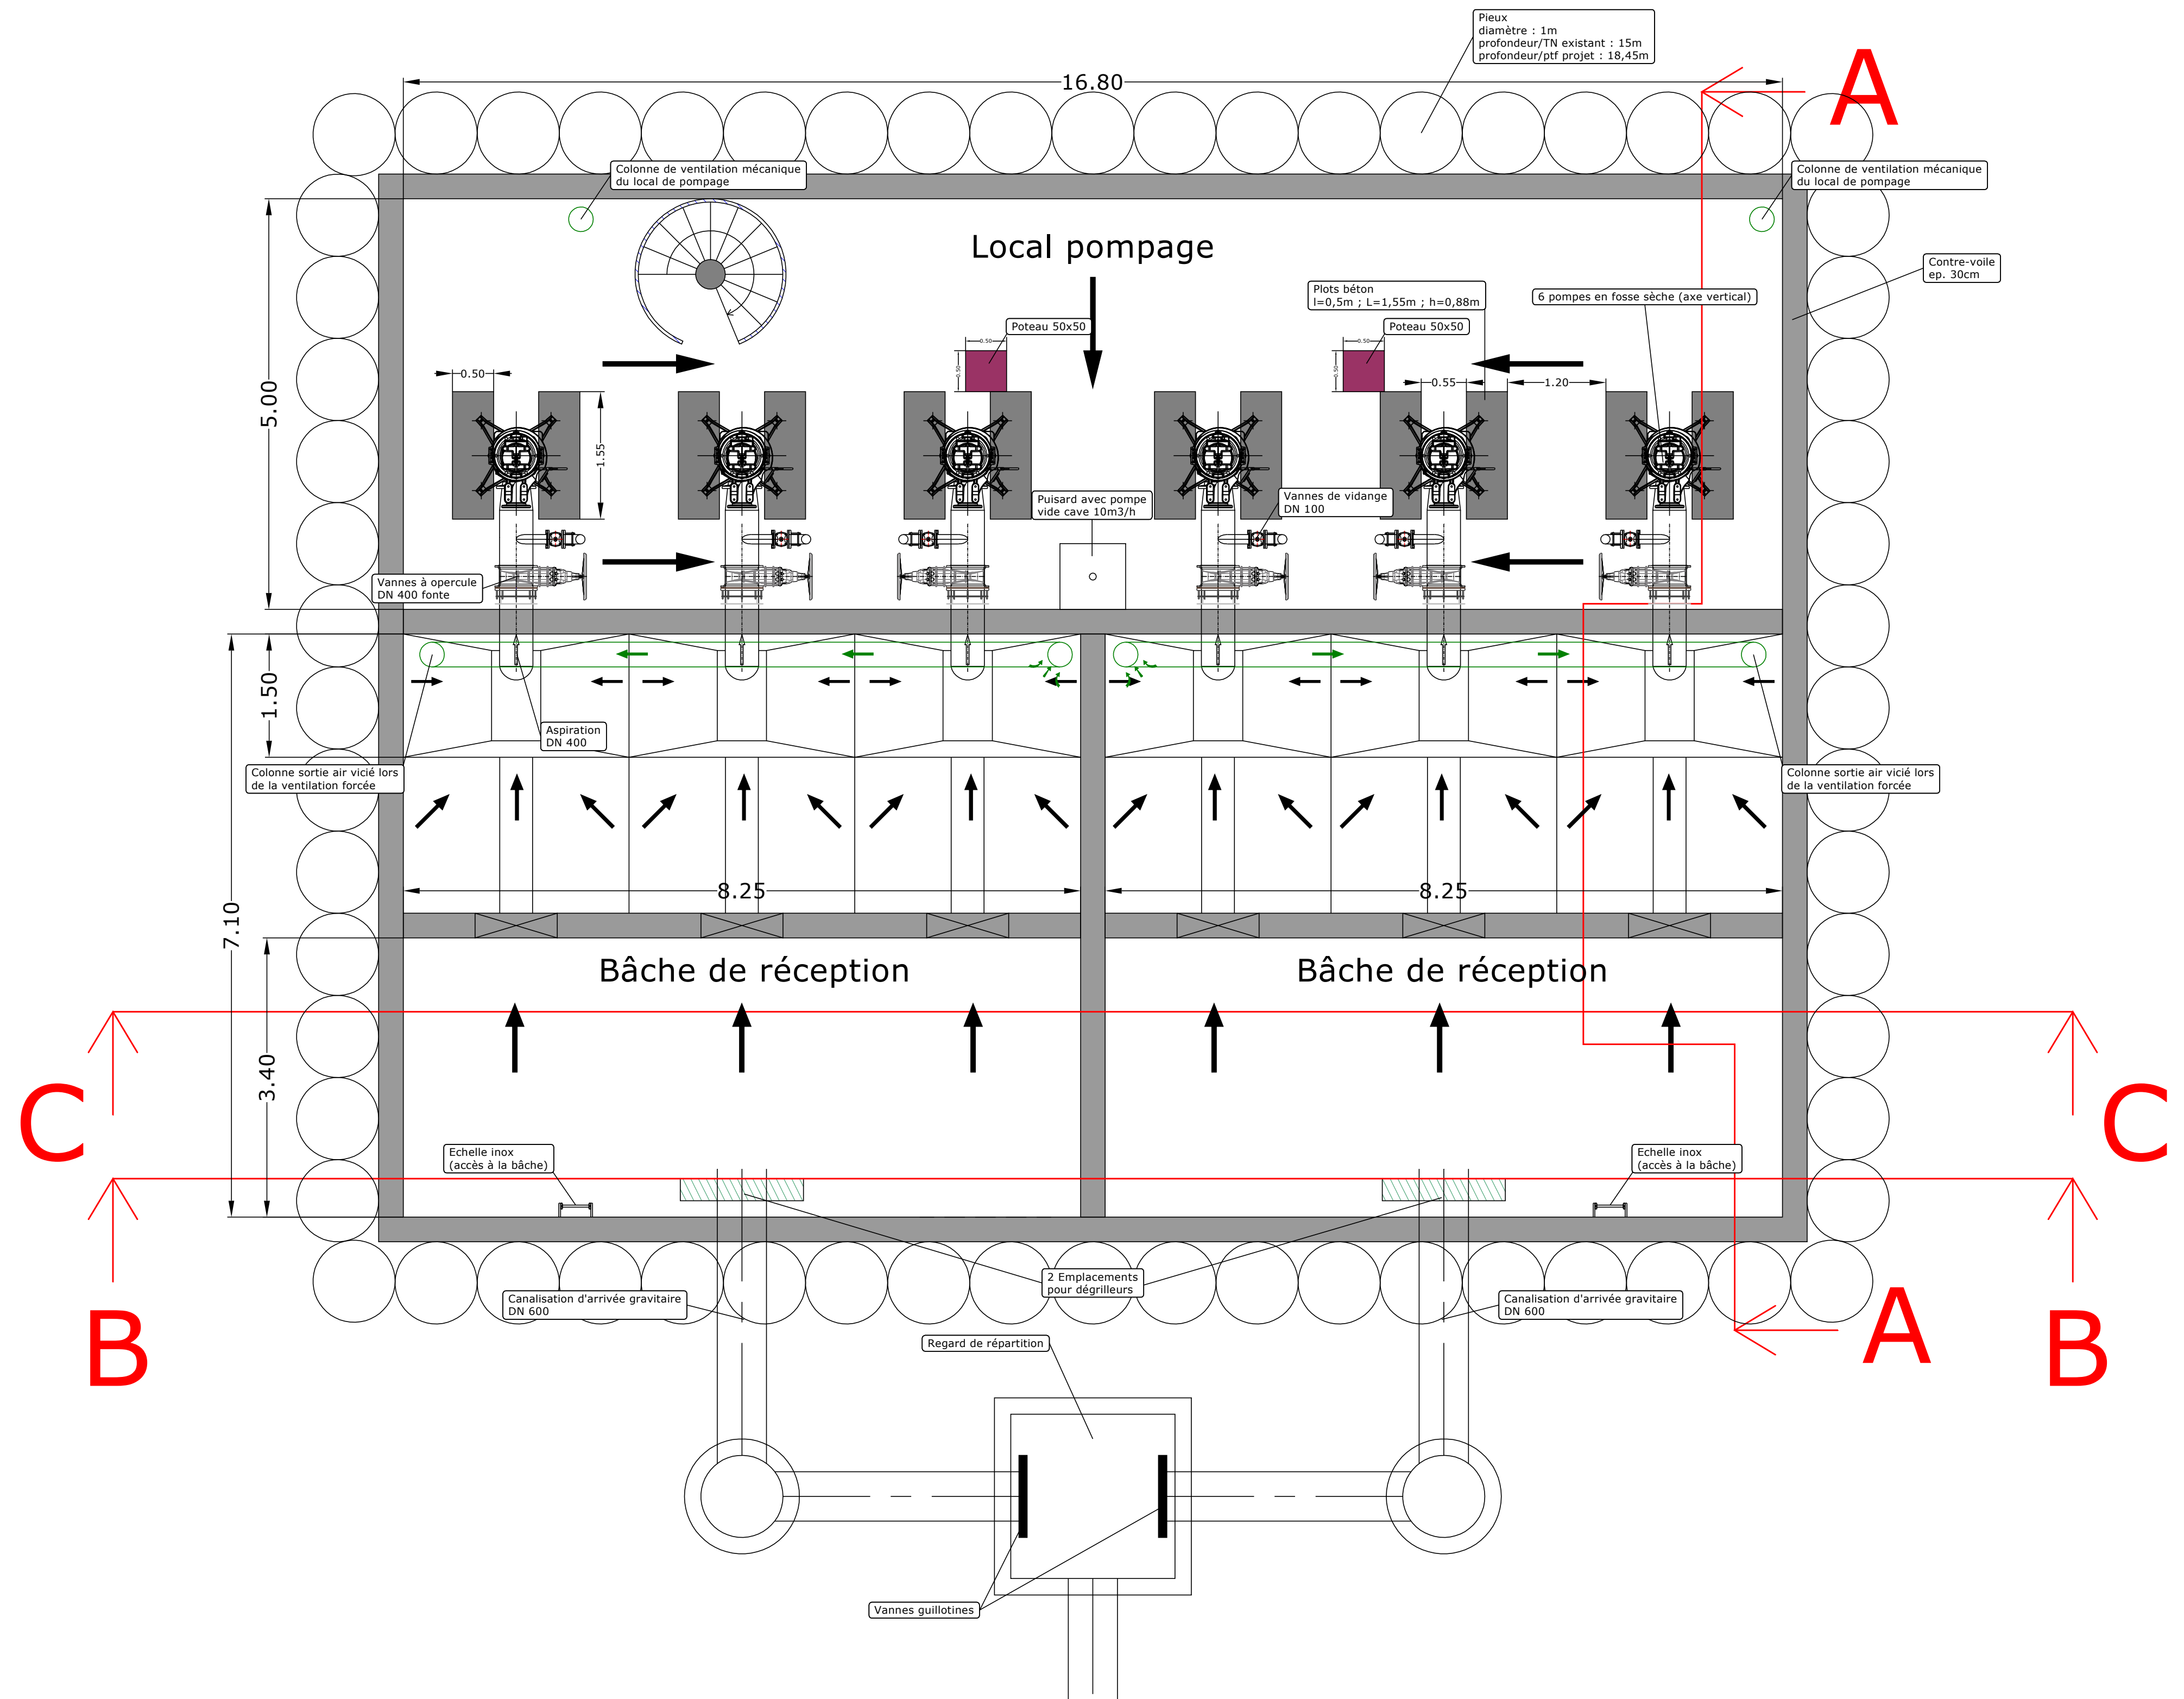 Pieux
diamètre : 1m
profondeur/TN existant : 15m
profondeur/ptf projet : 18,45m
16.80
A
Colonne de ventilation mécanique
du local de pompage
Colonne de ventilation mécanique
du local de pompage
Local pompage
Contre-voile
ep. 30cm
Plots béton
l=0,5m ; L=1,55m ; h=0,88m
6 pompes en fosse sèche (axe vertical)
Poteau 50x50
Poteau 50x50
0.50
0.50
0.50
0.50
0.50
0.55
1.20
5.00
1.55
Puisard avec pompe
vide cave 10m3/h
Vannes de vidange
DN 100
Vannes à opercule
DN 400 fonte
1.50
Aspiration
DN 400
Colonne sortie air vicié lors
de la ventilation forcée
Colonne sortie air vicié lors
de la ventilation forcée
8.25
8.25
7.10
Bâche de réception
Bâche de réception
3.40
C
C
Echelle inox
(accès à la bâche)
Echelle inox
(accès à la bâche)
2 Emplacements
pour dégrilleurs
Canalisation d'arrivée gravitaire
DN 600
Canalisation d'arrivée gravitaire
DN 600
B
A
B
Regard de répartition
Vannes guillotines